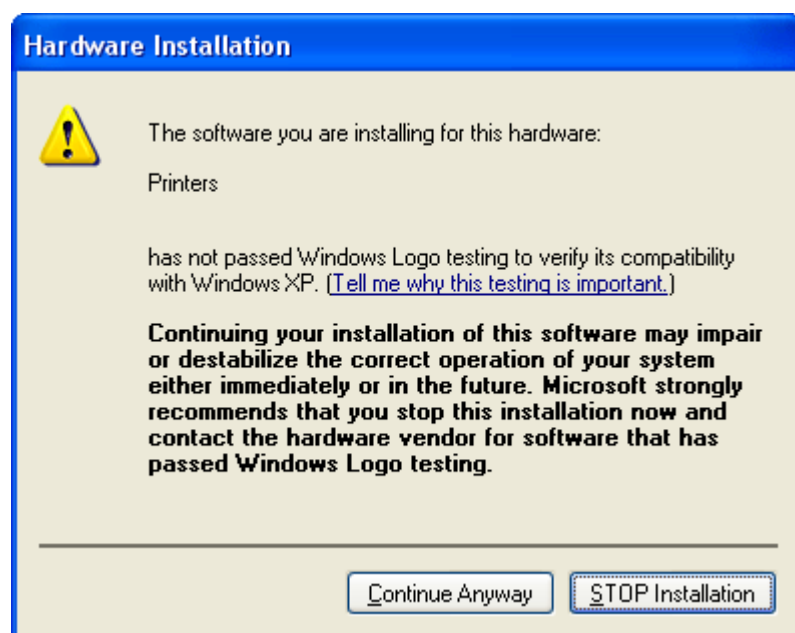 Hardware Installation
The software you are installing for this hardware:
Printers
has not passed Windows Logo testing to verify its compatibility
with Windows XP. (Tell me why this testing is important.)
Continuing your installation of this software may impair
or destabilize the correct operation of your system
either immediately or in the future. Microsoft strongly
recommends that you stop this installation now and
contact the hardware vendor for software that has
passed Windows Logo testing.
Continue Anyway STOP Installation